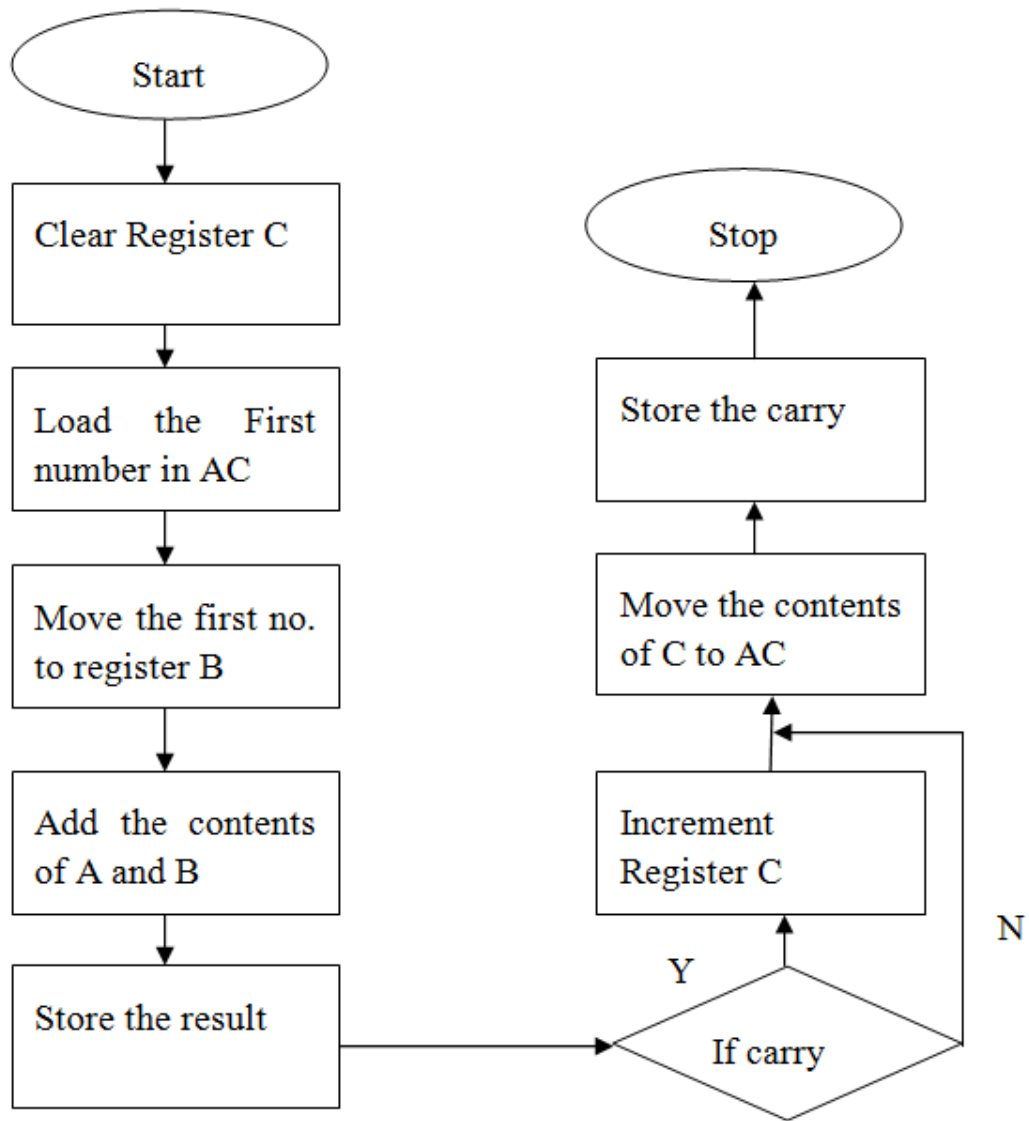 Start
Clear Register C
Load the First
number in AC
Move the first no.
to register B
Add the contents
of A and B
Store the result
If carry
Y
N
Increment
Register C
Move the contents
of C to AC
Store the carry
Stop